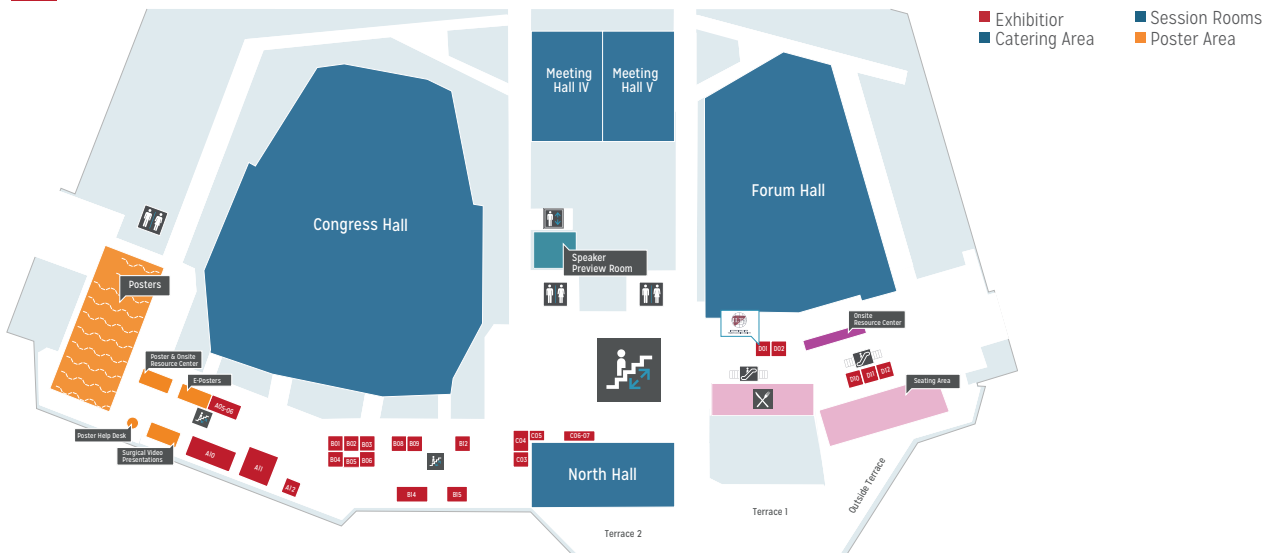 Exhibitior
Session Rooms
Catering Area
Poster Area
Meeting
Hall IV
Meeting
Hall V
Congress Hall
Forum Hall
Speaker
Preview Room
Posters
Onsite
Resource Center
D01
D02
Poster & Onsite
Resource Center
E-Posters
A05-06
D10
D11
D12
Seating Area
Poster Help Desk
Surgical Video
Presentations
A10
A11
A12
B01
B02
B03
B04
B05
B06
B08
B09
B12
B14
B15
C04
C05
C06-07
C03
North Hall
Outside Terrace
Terrace 1
Terrace 2